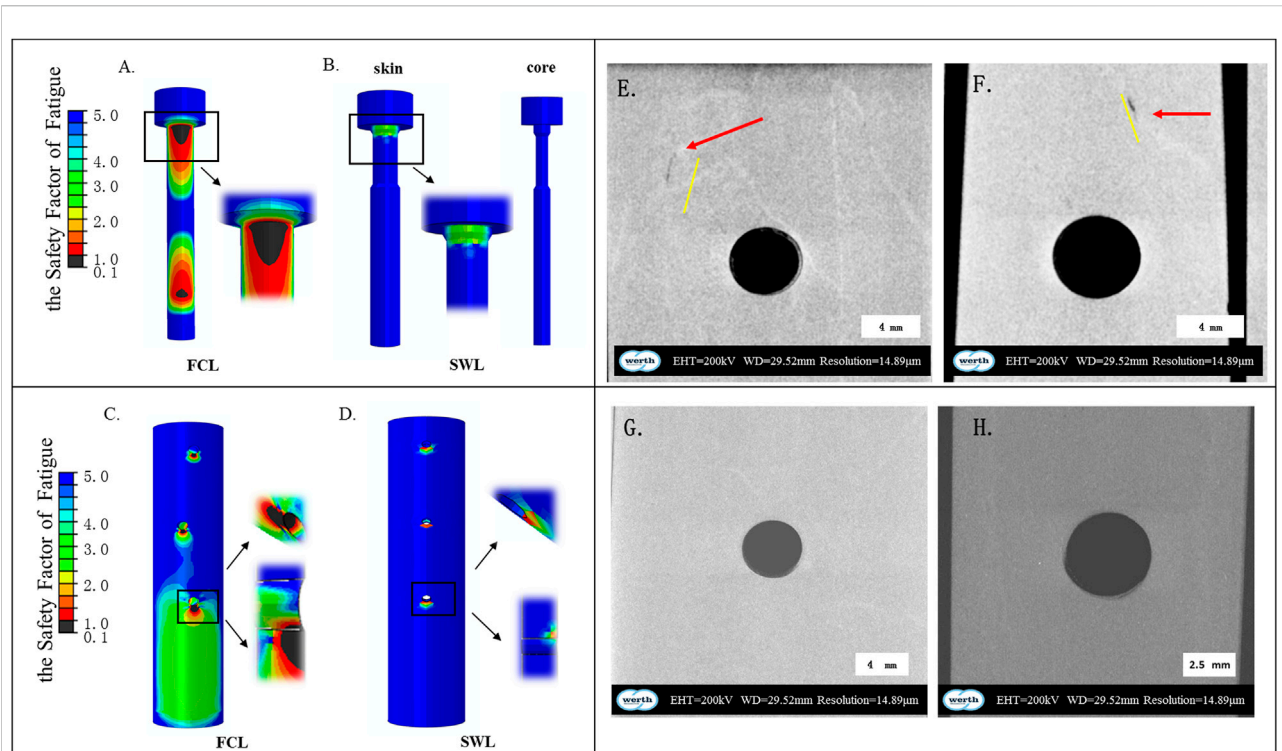 A.
B.
skin
core
the Safety Factor of Fatigue
5.0
4.0
3.0
2.0
1.0
0.1
FCL
SWL
E.
4 mm
werth
EHT=200kV WD=29.52mm Resolution=14.89μm
F.
4 mm
werth
EHT=200kV WD=29.52mm Resolution=14.89μm
C.
D.
the Safety Factor of Fatigue
5.0
4.0
3.0
2.0
1.0
0.1
FCL
SWL
G.
4 mm
werth
EHT=200kV WD=29.52mm Resolution=14.89μm
H.
2.5 mm
werth
EHT=200kV WD=29.52mm Resolution=14.89μm